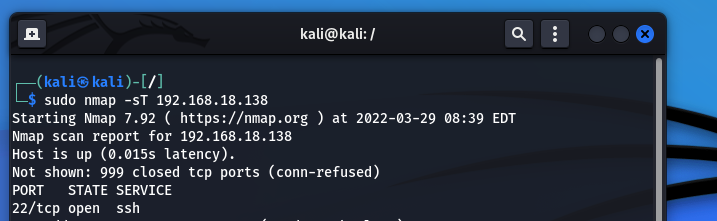 kali@kali: /
┌──(kali㉿kali)-[/]
└─$ sudo nmap -sT 192.168.18.138
Starting Nmap 7.92 ( https://nmap.org ) at 2022-03-29 08:39 EDT
Nmap scan report for 192.168.18.138
Host is up (0.015s latency).
Not shown: 999 closed tcp ports (conn-refused)
PORT   STATE SERVICE
22/tcp open  ssh